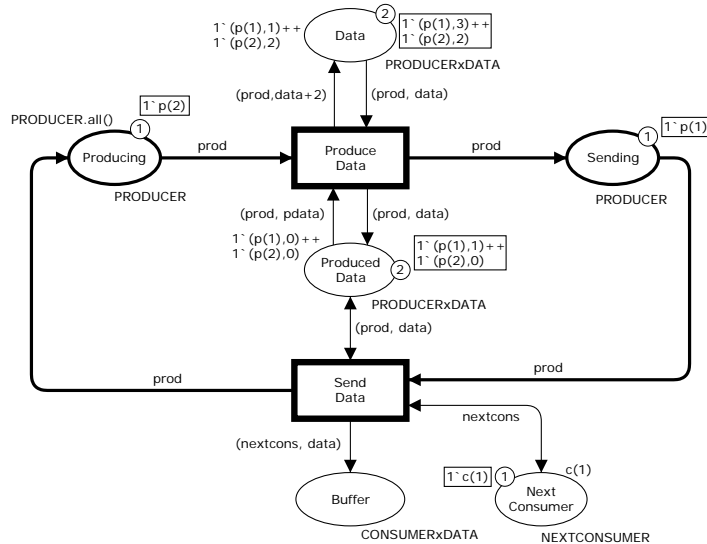 1`(p(1),1)++
1`(p(2),2)
Data
2
1`(p(1),3)++
1`(p(2),2)
PRODUCERxDATA
(prod,data+2)
(prod, data)
PRODUCER.all()
1`p(2)
1
Producing
PRODUCER
prod
Produce
Data
prod
Sending
1
1`p(1)
PRODUCER
(prod, pdata)
(prod, data)
1`(p(1),0)++
1`(p(2),0)
Produced
Data
2
1`(p(1),1)++
1`(p(2),0)
PRODUCERxDATA
(prod, data)
prod
Send
Data
prod
nextcons
(nextcons, data)
Buffer
CONSUMERxDATA
1`c(1)
1
c(1)
Next
Consumer
NEXTCONSUMER